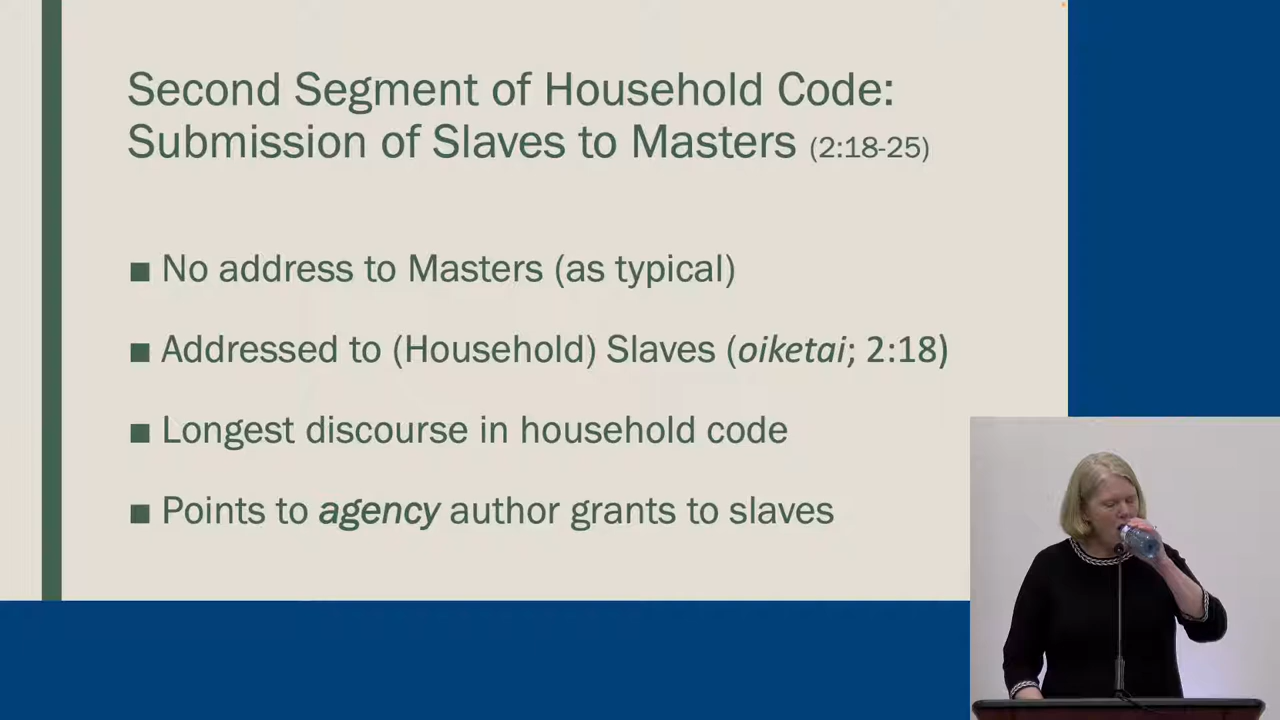 Second Segment of Household Code:
Submission of Slaves to Masters (2:18-25)
■ No address to Masters (as typical)
■ Addressed to (Household) Slaves (oiketai; 2:18)
■ Longest discourse in household code
■ Points to agency author grants to slaves